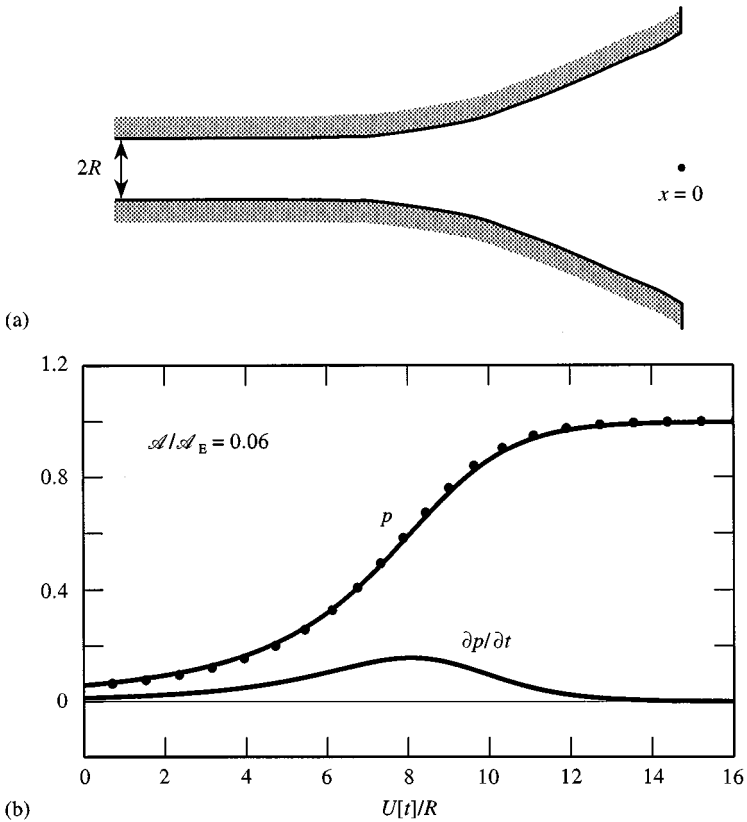 2R
x = 0
(a)
1.2
0.8
0.4
0
𝒜/𝒜E = 0.06
p
∂p/∂t
0 2 4 6 8 10 12 14 16
(b)
U[t]/R